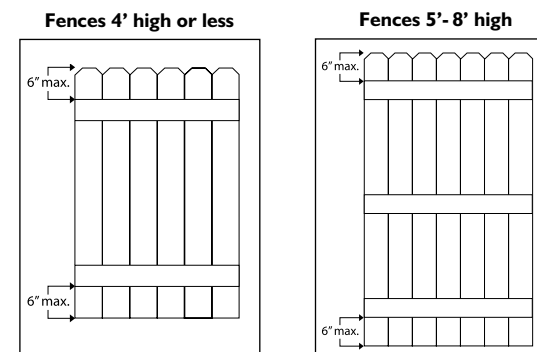 Fences 4’ high or less
6” max.
6” max.
Fences 5’- 8’ high
6” max.
6” max.